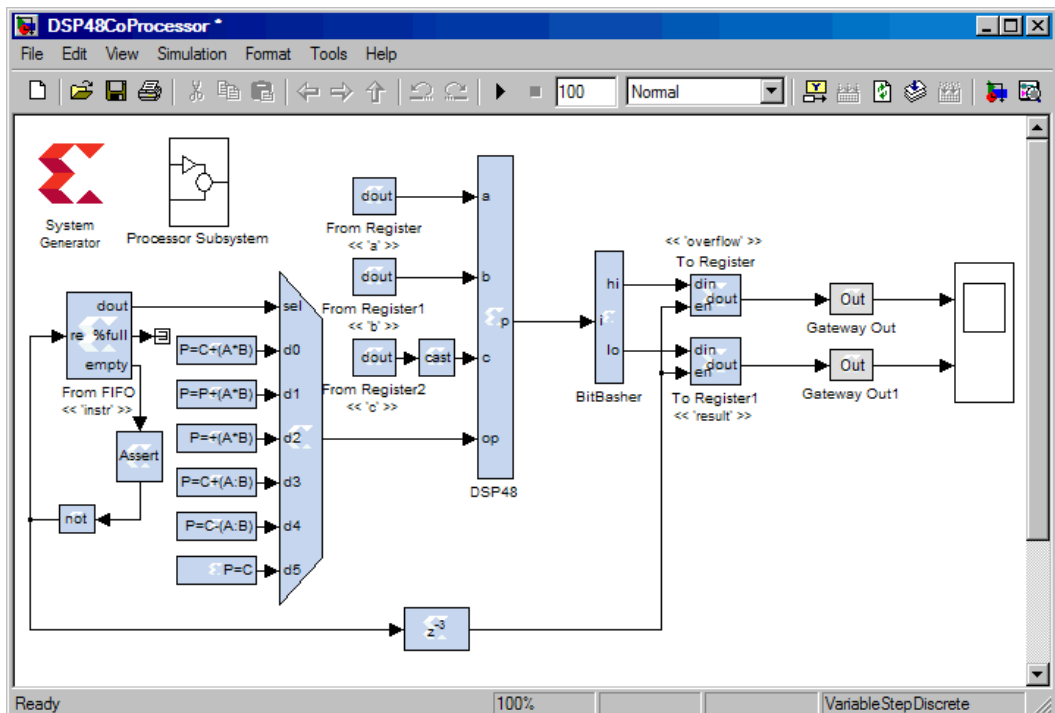 DSP48CoProcessor *
File Edit View Simulation Format Tools Help
100 Normal
System
Generator
Processor Subsystem
dout
From Register
<< 'a' >>
dout
From Register1
<< 'b' >>
dout
cast
From Register2
<< 'c' >>
a
b
c
op
p
DSP48
dout
re %full
empty
From FIFO
<< 'instr' >>
Assert
not
P=C+(A*B)
P=P+(A*B)
P=+(A*B)
P=C+(A:B)
P=C-(A:B)
P=C
sel
d0
d1
d2
d3
d4
d5
z-3
hi
i
lo
BitBasher
<< 'overflow' >>
To Register
din
dout
en
din
dout
en
To Register1
<< 'result' >>
Out
Gateway Out
Out
Gateway Out1
Ready 100% VariableStepDiscrete